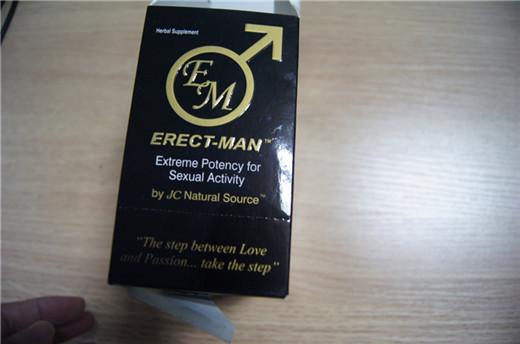 Herbal Supplement
EM
ERECT-MAN™
Extreme Potency for
Sexual Activity
by JC Natural Source™
"The step between Love
and Passion... take the step"